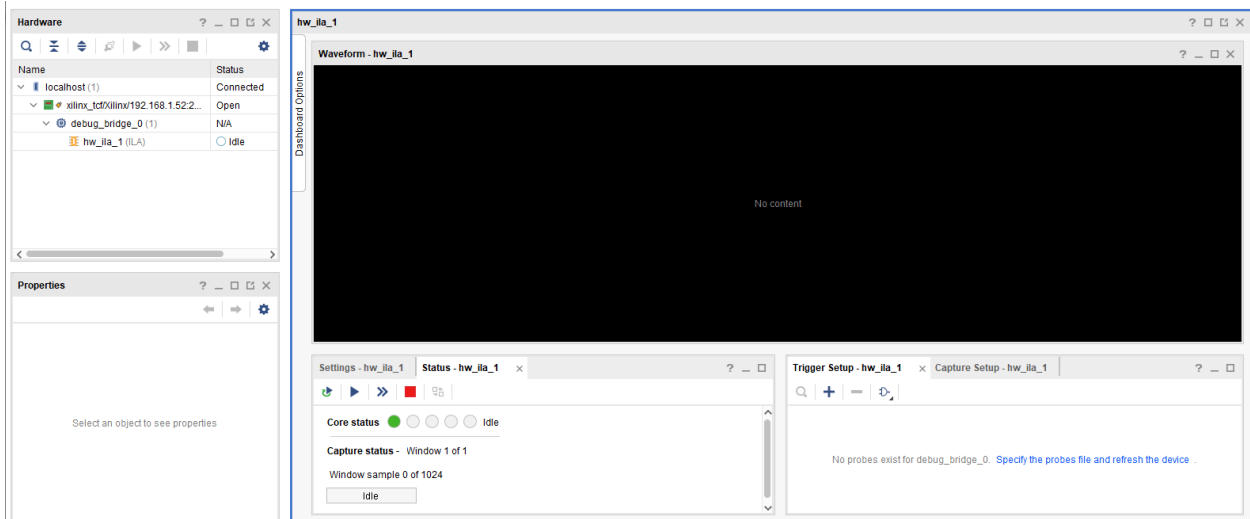 Hardware
Name Status
localhost (1) Connected
xilinx_tcf/Xilinx/192.168.1.52:2... Open
debug_bridge_0 (1) N/A
hw_ila_1 (ILA) Idle
Properties
Select an object to see properties
hw_ila_1
Dashboard Options
Waveform - hw_ila_1
No content
Settings - hw_ila_1 Status - hw_ila_1
Core status Idle
Capture status - Window 1 of 1
Window sample 0 of 1024
Idle
Trigger Setup - hw_ila_1 Capture Setup - hw_ila_1
No probes exist for debug_bridge_0. Specify the probes file and refresh the device .